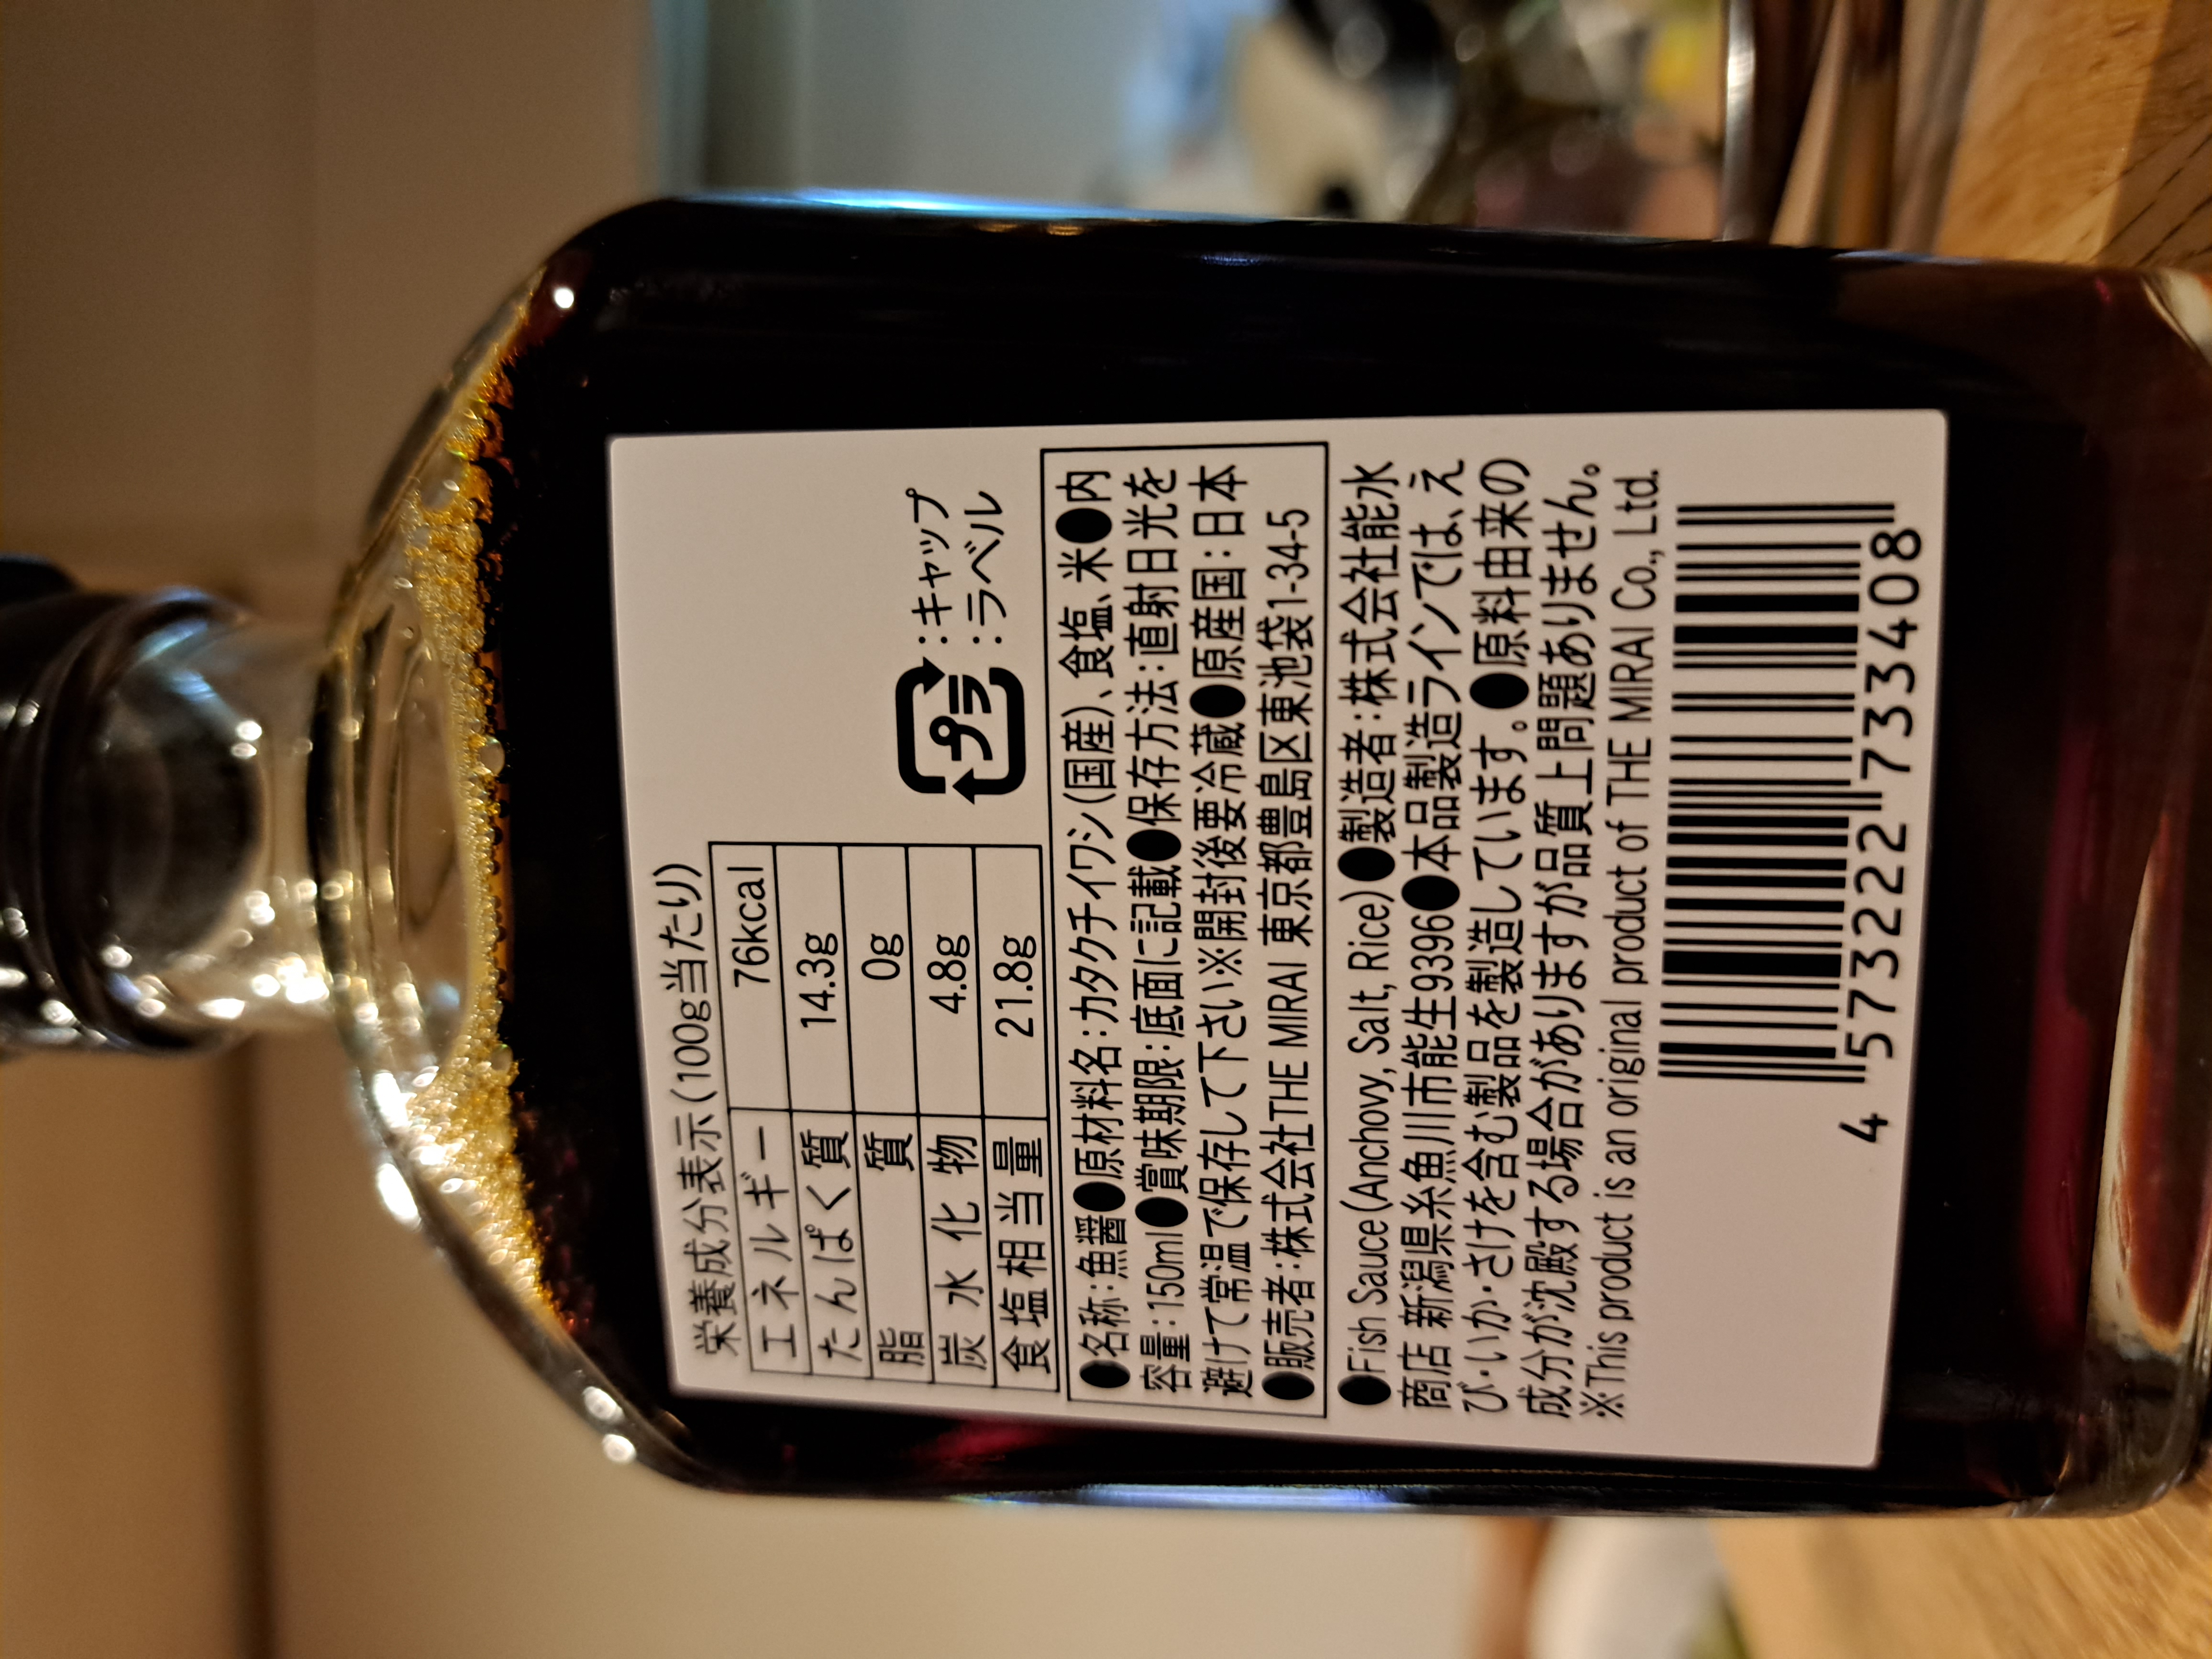 栄養成分表示(100g当たり)
エネルギー 76kcal
たんぱく質 14.3g
脂質 0g
炭水化物 4.8g
食塩相当量 21.8g
プラ
:キャップ
:ラベル
●名称:魚醤●原材料名:カタクチイワシ(国産)、食塩、米●内
容量:150ml●賞味期限:底面に記載●保存方法:直射日光を
避けて常温で保存して下さい※開封後要冷蔵●原産国:日本
●販売者:株式会社THE MIRAI 東京都豊島区東池袋1-34-5
●Fish Sauce(Anchovy, Salt, Rice)●製造者:株式会社能水
商店 新潟県糸魚川市能生9396●本品製造ラインでは、え
び・いか・さけを含む製品を製造しています。●原料由来の
成分が沈殿する場合がありますが品質上問題ありません。
※This product is an original product of THE MIRAI Co., Ltd.
4 573222 733408